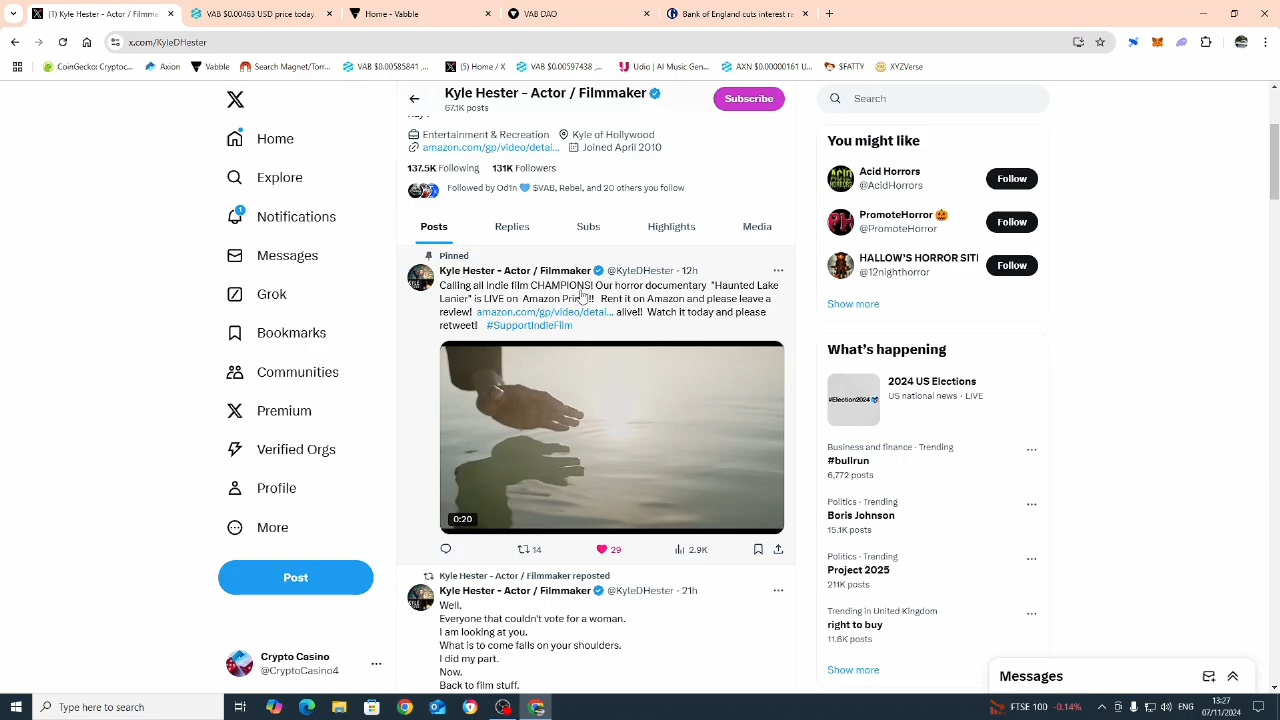 (1) Kyle Hester - Actor / Filmma
VAB $0.00463 USD today:
Home - Vabble
VAB DAO
Bank of England cuts interest r
x.com/KyleDHester
CoinGecko: Cryptoc...
Axion
Vabble
Search Magnet/Torr...
VAB $0.00585841 ,...
(5) Home / X
VAB $0.00597438 ,...
Udio | AI Music Gen...
AXN $0.00000161 U...
$FATTY
XYZVerse
Kyle Hester - Actor / Filmmaker
67.1K posts
Subscribe
Search
Home
Explore
Notifications
1
Messages
Grok
Bookmarks
Communities
Premium
Verified Orgs
Profile
More
Post
Crypto Casino
@CryptoCasino4
Entertainment & Recreation
Kyle of Hollywood
amazon.com/gp/video/detai...
Joined April 2010
137.5K Following
131K Followers
Followed by Od1n 💙 $VAB, Rebel, and 20 others you follow
Posts
Replies
Subs
Highlights
Media
Pinned
Kyle Hester - Actor / Filmmaker @KyleDHester · 12h
Calling all Indie film CHAMPIONS! Our horror documentary "Haunted Lake
Lanier" is LIVE on Amazon Prime!! Rent it on Amazon and please leave a
review! amazon.com/gp/video/detai... alive!! Watch it today and please
retweet! #SupportIndieFilm
0:20
14
29
2.9K
Kyle Hester - Actor / Filmmaker reposted
Kyle Hester - Actor / Filmmaker @KyleDHester · 21h
Well.
Everyone that couldn't vote for a woman.
I am looking at you.
What is to come falls on your shoulders.
I did my part.
Now.
Back to film stuff.
You might like
Acid Horrors
@AcidHorrors
Follow
PromoteHorror 🎃
@PromoteHorror
Follow
HALLOW'S HORROR SITE
@12nighthorror
Follow
Show more
What's happening
#Election2024
2024 US Elections
US national news · LIVE
Business and finance · Trending
#bullrun
6,772 posts
Politics · Trending
Boris Johnson
15.1K posts
Politics · Trending
Project 2025
211K posts
Trending in United Kingdom
right to buy
11.6K posts
Show more
Messages
Type here to search
FTSE 100 -0.14%
ENG
13:27
07/11/2024